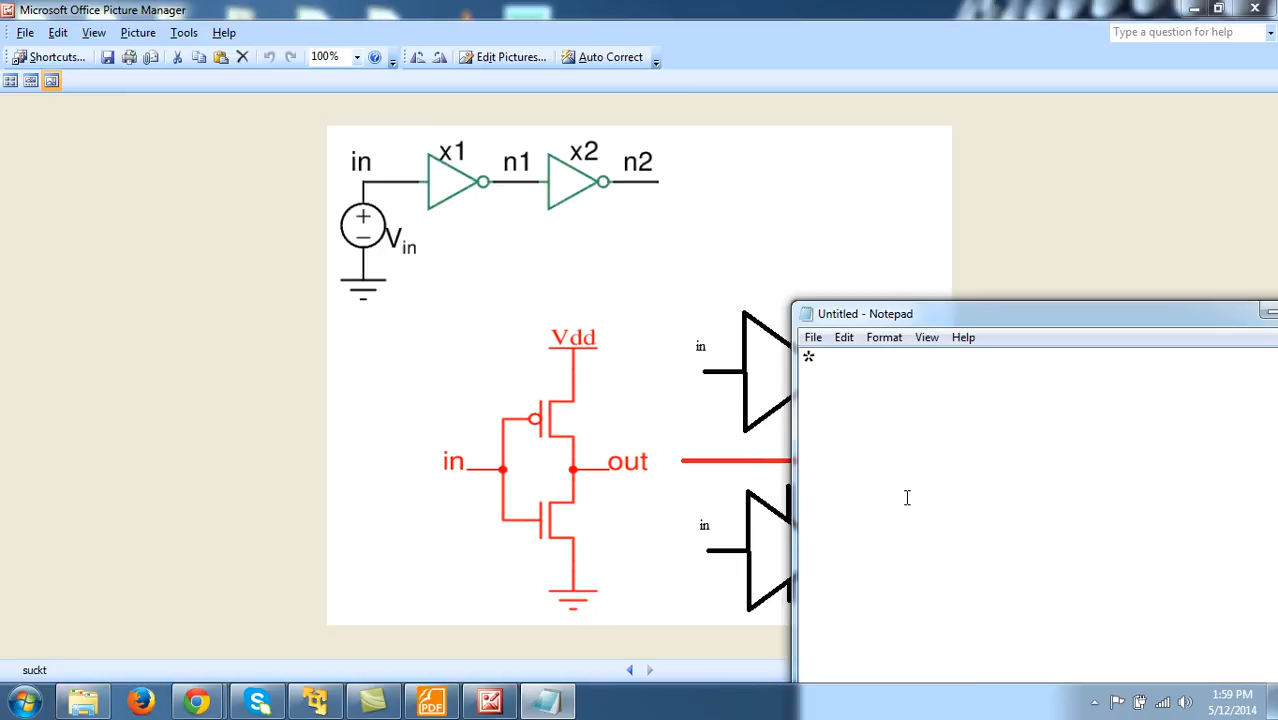 Microsoft Office Picture Manager
File Edit View Picture Tools Help
Type a question for help
Shortcuts... 100% Edit Pictures... Auto Correct
in x1 n1 x2 n2
+
−
Vin
Vdd
in out
in
in
Untitled - Notepad
File Edit Format View Help
*
suckt
PDF
1:59 PM
5/12/2014